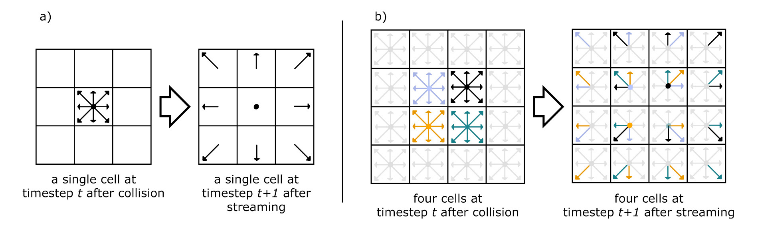 a)
a single cell at
timestep t after collision
a single cell at
timestep t+1 after
streaming
b)
four cells at
timestep t after collision
four cells at
timestep t+1 after streaming